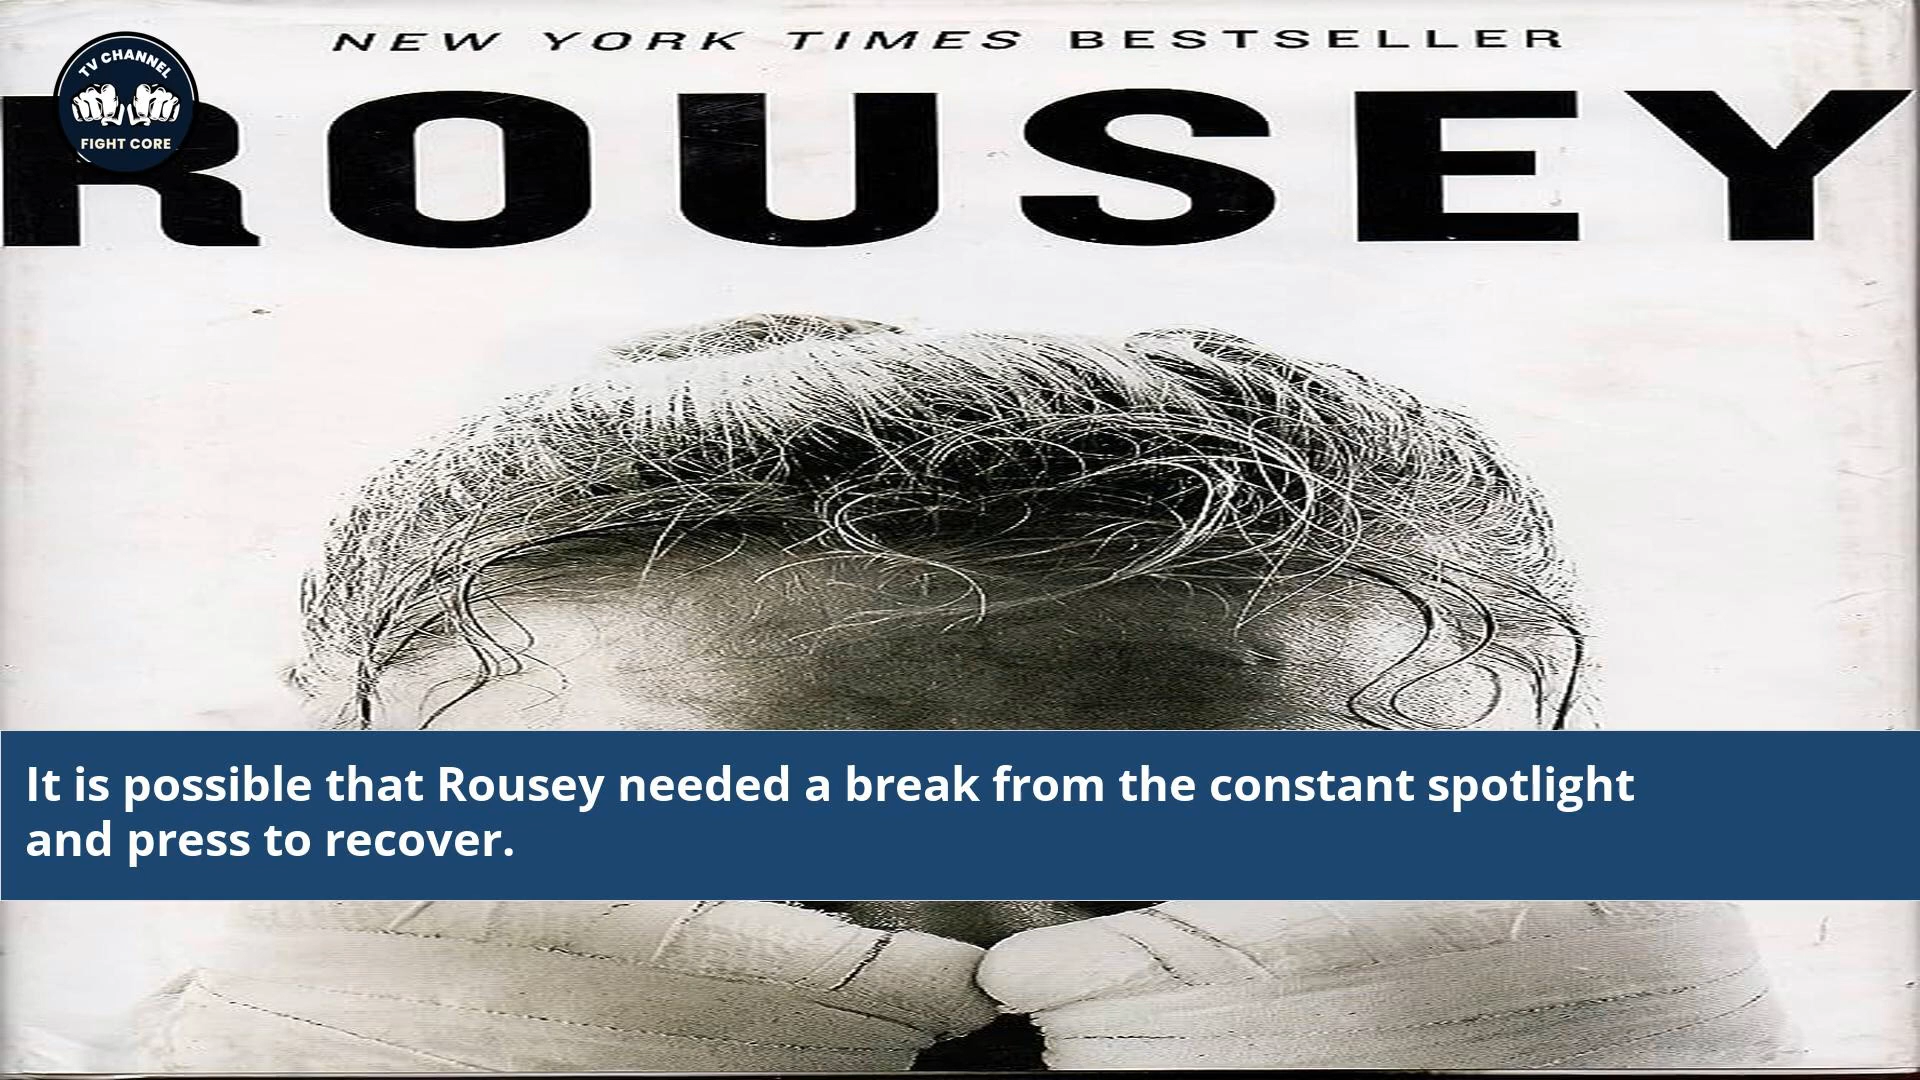 NEW YORK TIMES BESTSELLER
ROUSEY
TV CHANNEL
FIGHT CORE
It is possible that Rousey needed a break from the constant spotlight
and press to recover.